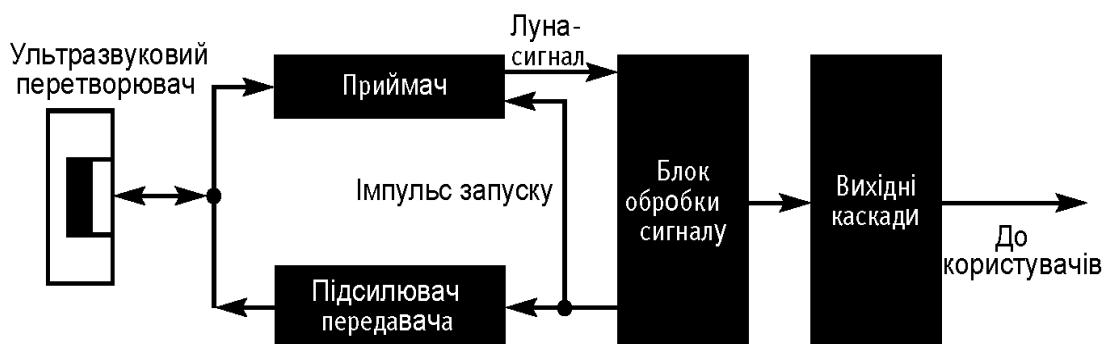 Ультразвуковий
перетворювач
Луна-
сигнал
Приймач
Імпульс запуску
Підсилювач
передавача
Блок
обробки
сигналу
Вихідні
каскади
До
користувачів